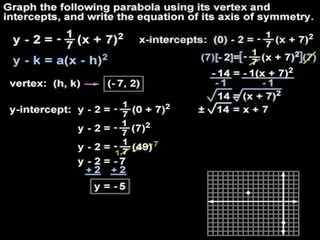 Graph the following parabola using its vertex and
intercepts, and write the equation of its axis of symmetry.
y - 2 = - 1/7 (x + 7)²
y - k = a(x - h)²
vertex: (h, k) (-7, 2)
y-intercept: y - 2 = - 1/7 (0 + 7)²
y - 2 = - 1/7 (7)²
y - 2 = - 1/7 (49) 7
y - 2 = -7
+ 2 + 2
y = -5
x-intercepts: (0) - 2 = - 1/7 (x + 7)²
(7)[-2]=[- 1/7 (x + 7)²](7)
-14 = -1(x + 7)²
-1 -1
√14 = √(x + 7)²
± √14 = x + 7